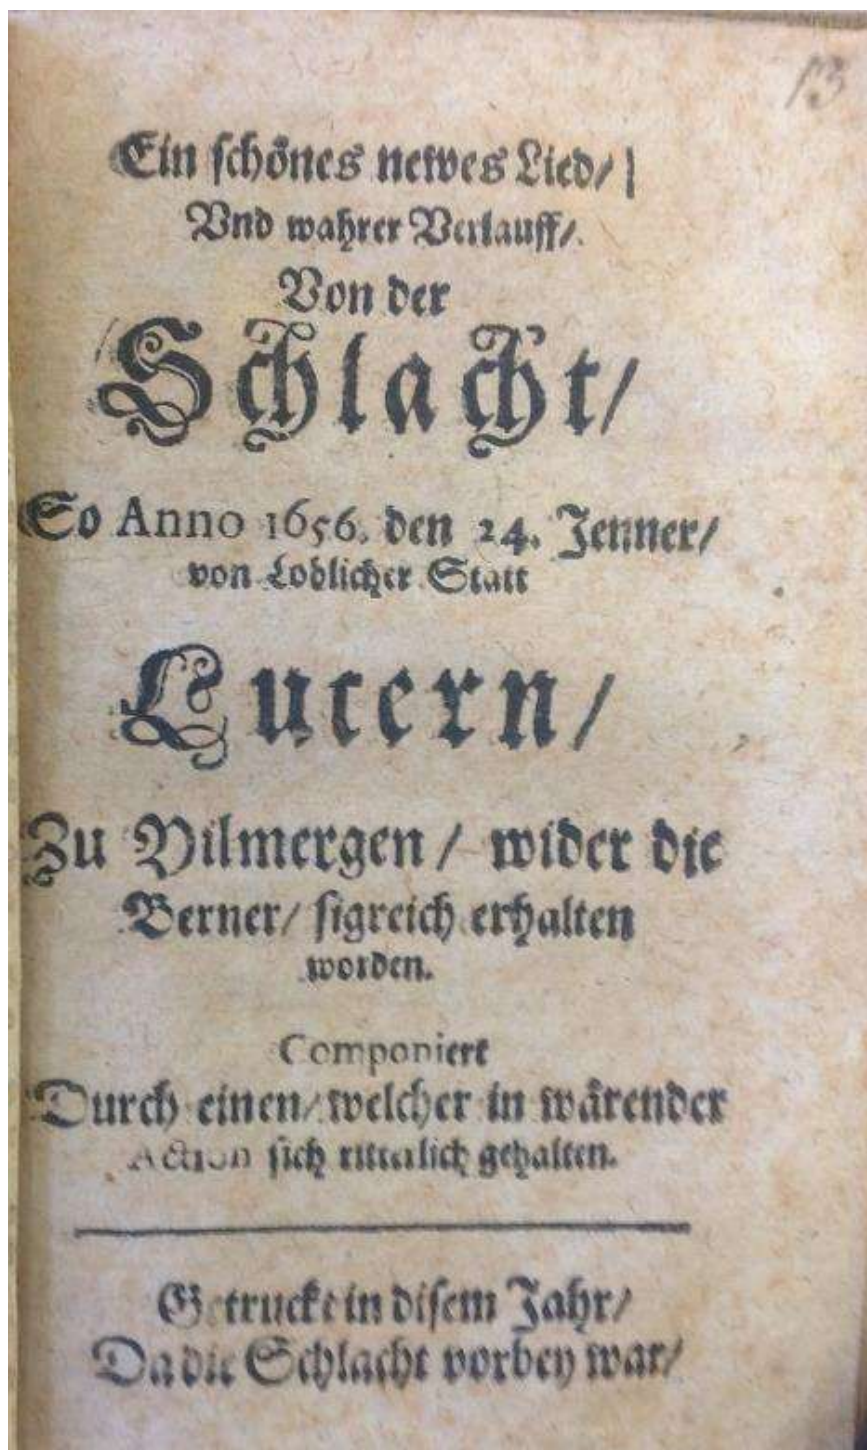 13
Ein schönes newes Lied/
Vnd wahrer Verlauff/
Von der
Schlacht/
So Anno 1656. den 24. Jenner/
von Loblicher Statt
Lucern/
Zu Vilmergen/ wider die
Berner/ sigreich erhalten
worden.
Componiert
Durch einen/ welcher in wårender
Action sich ritterlich gehalten.
Getruckt in disem Jahr/
Da die Schlacht vorbey war/